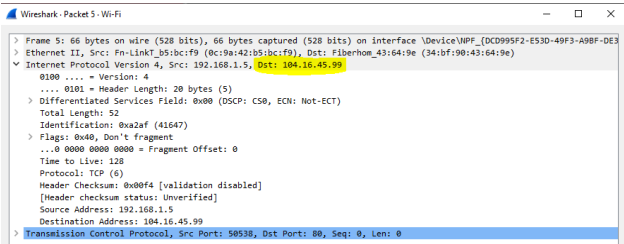 Wireshark · Packet 5 · Wi-Fi
Frame 5: 66 bytes on wire (528 bits), 66 bytes captured (528 bits) on interface \Device\NPF_{DCD995F2-E53D-49F3-A9BF-DE3
Ethernet II, Src: Fn-LinkT_b5:bc:f9 (0c:9a:42:b5:bc:f9), Dst: Fiberhom_43:64:9e (34:bf:90:43:64:9e)
Internet Protocol Version 4, Src: 192.168.1.5, Dst: 104.16.45.99
0100 .... = Version: 4
.... 0101 = Header Length: 20 bytes (5)
Differentiated Services Field: 0x00 (DSCP: CS0, ECN: Not-ECT)
Total Length: 52
Identification: 0xa2af (41647)
Flags: 0x40, Don't fragment
...0 0000 0000 0000 = Fragment Offset: 0
Time to Live: 128
Protocol: TCP (6)
Header Checksum: 0x00f4 [validation disabled]
[Header checksum status: Unverified]
Source Address: 192.168.1.5
Destination Address: 104.16.45.99
Transmission Control Protocol, Src Port: 50538, Dst Port: 80, Seq: 0, Len: 0